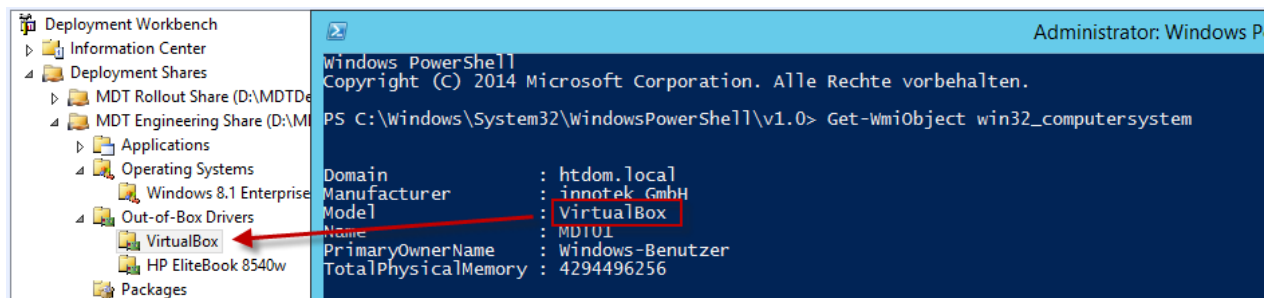 Deployment Workbench
Information Center
Deployment Shares
MDT Rollout Share (D:\MDTDe
MDT Engineering Share (D:\MI
Applications
Operating Systems
Windows 8.1 Enterprise
Out-of-Box Drivers
VirtualBox
HP EliteBook 8540w
Packages
Administrator: Windows P
Windows PowerShell
Copyright (C) 2014 Microsoft Corporation. Alle Rechte vorbehalten.
PS C:\Windows\System32\WindowsPowerShell\v1.0> Get-WmiObject win32_computersystem
Domain : htdom.local
Manufacturer : innotek GmbH
Model : VirtualBox
Name : MDT01
PrimaryOwnerName : Windows-Benutzer
TotalPhysicalMemory : 4294496256